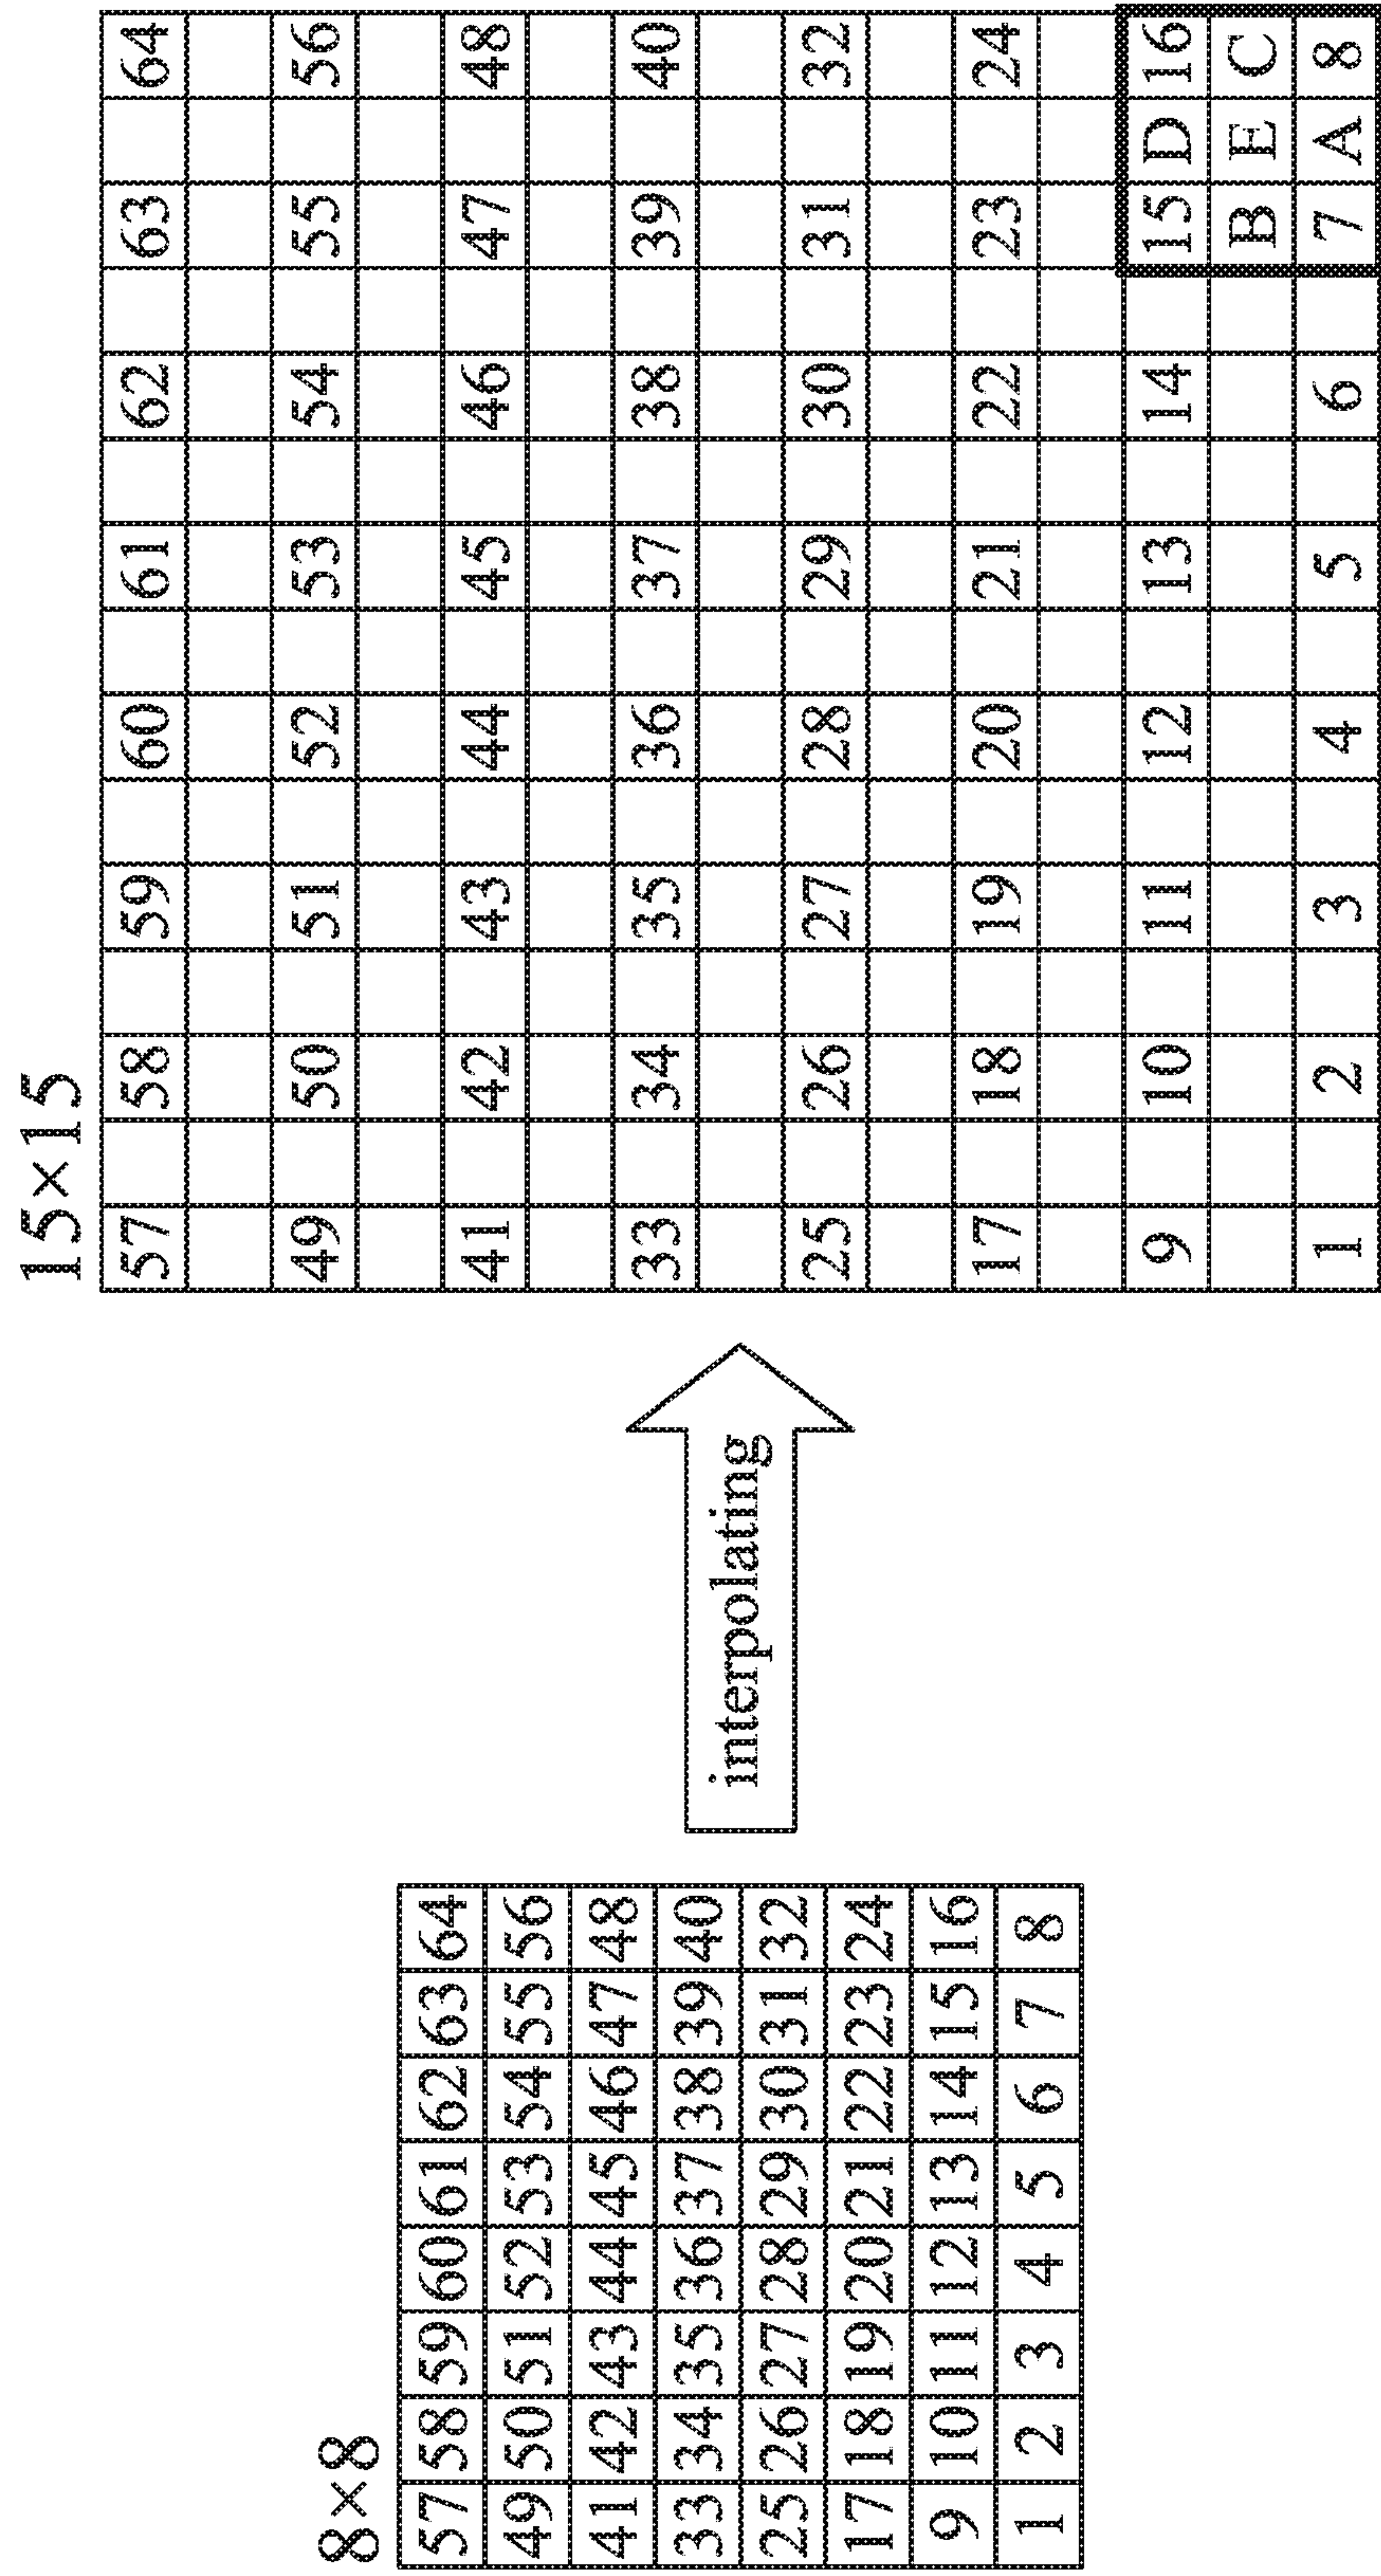 8×8
57 58 59 60 61 62 63 64
49 50 51 52 53 54 55 56
41 42 43 44 45 46 47 48
33 34 35 36 37 38 39 40
25 26 27 28 29 30 31 32
17 18 19 20 21 22 23 24
9 10 11 12 13 14 15 16
1 2 3 4 5 6 7 8
interpolating
15×15
57 58 59 60 61 62 63 64
49 50 51 52 53 54 55 56
41 42 43 44 45 46 47 48
33 34 35 36 37 38 39 40
25 26 27 28 29 30 31 32
17 18 19 20 21 22 23 24
9 10 11 12 13 14 15 D 16
B E C
1 2 3 4 5 6 7 A 8